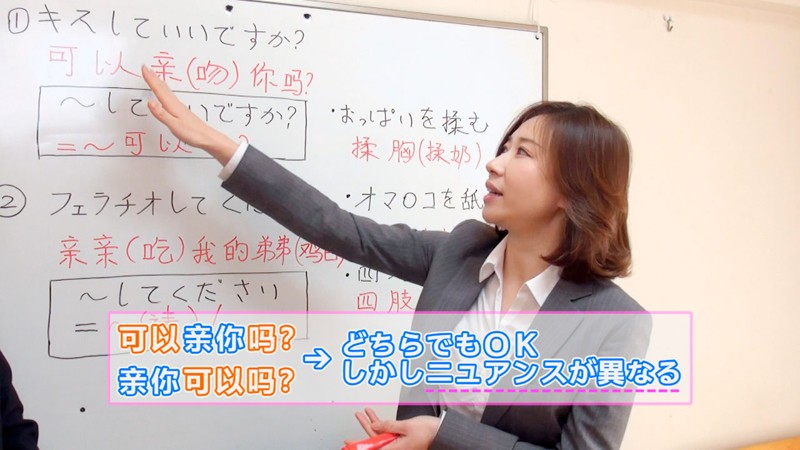 ①キスしていいですか?
可以亲(吻)你吗?
〜して いいですか?
=〜可以
②フェラチオしてく
亲亲(吃)我的弟弟(鸡
〜してください
=
・おっぱいを揉む
揉胸(揉奶)
・オマ〇コを舐
四肢
可以亲你吗?
亲你可以吗?
→
どちらでもOK
しかしニュアンスが異なる